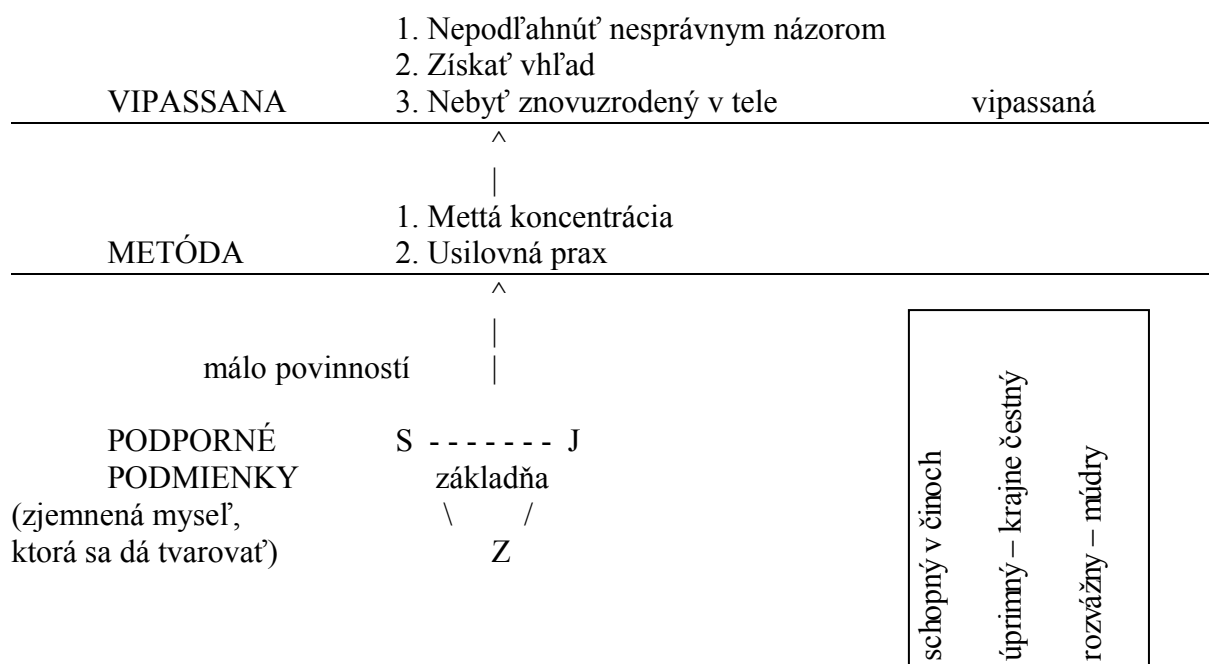 1. Nepodľahnúť nesprávnym názorom
2. Získať vhľad
VIPASSANA 3. Nebyť znovuzrodený v tele vipassaná
^
|
1. Mettá koncentrácia
METÓDA 2. Usilovná prax
^
|
málo povinností |
PODPORNÉ S - - - - - - - J
PODMIENKY základňa
(zjemnená myseľ, \ /
ktorá sa dá tvarovať) Z
schopný v činoch
úprimný – krajne čestný
rozvážny – múdry